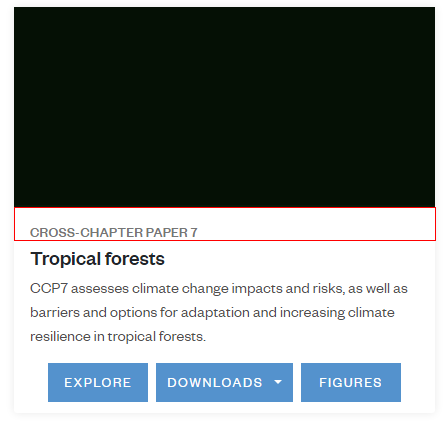 CROSS-CHAPTER PAPER 7
Tropical forests
CCP7 assesses climate change impacts and risks, as well as
barriers and options for adaptation and increasing climate
resilience in tropical forests.
EXPLORE DOWNLOADS FIGURES